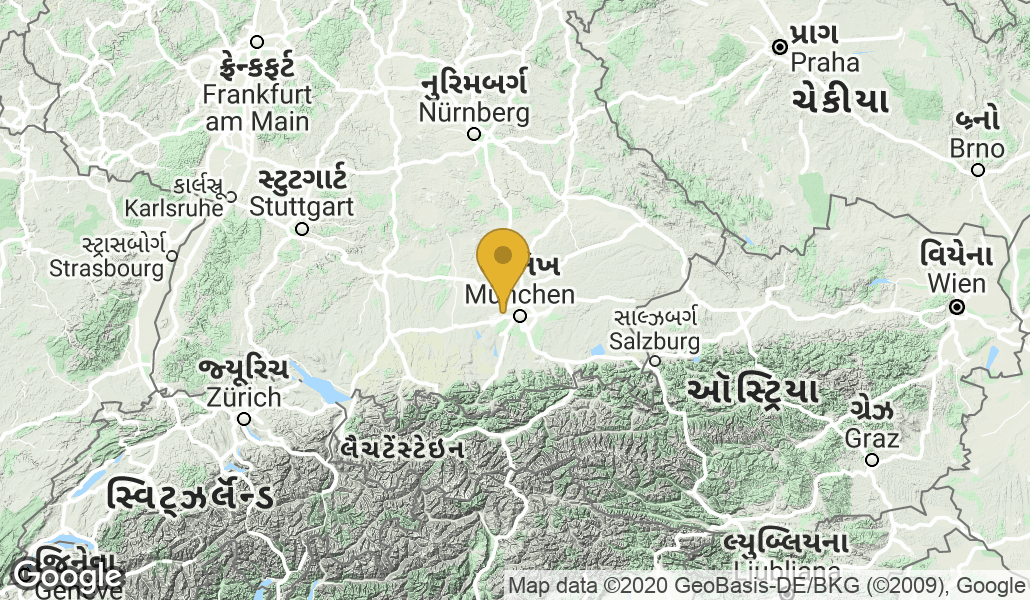 ફ્રેન્કફર્ટ
Frankfurt
am Main
નુરિમબર્ગ
Nürnberg
પ્રાગ
Praha
ચેકીયા
બ્ર્નો
Brno
કાર્લસ્રૂ
Karlsruhe
સ્ટુટગાર્ટ
Stuttgart
સ્ટ્રાસબોર્ગ
Strasbourg
München
વિયેના
Wien
સાલ્ઝબર્ગ
Salzburg
જ્યૂરિચ
Zürich
ઑસ્ટ્રિયા
ગ્રેઝ
Graz
લૈચટેંસ્ટેઇન
સ્વિટ્ઝર્લૅન્ડ
લ્યુબ્લિયના
Ljubljana
જિનેવા
Genève
Google
Map data ©2020 GeoBasis-DE/BKG (©2009), Google